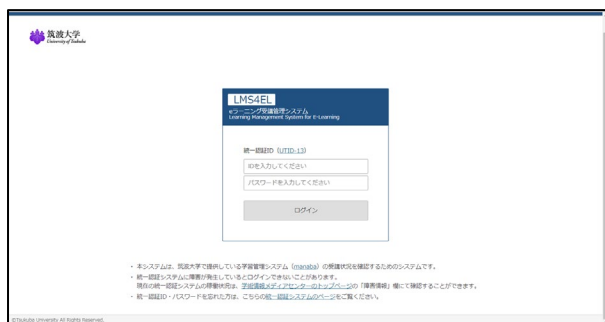 筑波大学
University of Tsukuba
LMS4EL
eラーニング受講管理システム
Learning Management System for E-Learning
統一認証ID（UTID-13）
IDを入力してください
パスワードを入力してください
ログイン
・ 本システムは、筑波大学で提供している学習管理システム（manaba）の受講状況を確認するためのシステムです。
・ 統一認証システムに障害が発生しているとログインできないことがあります。
現在の統一認証システムの稼働状況は、学術情報メディアセンターのトップページの「障害情報」欄にて確認することができます。
・ 統一認証ID・パスワードを忘れた方は、こちらの統一認証システムのページをご覧ください。
©Tsukuba University All Rights Reserved.